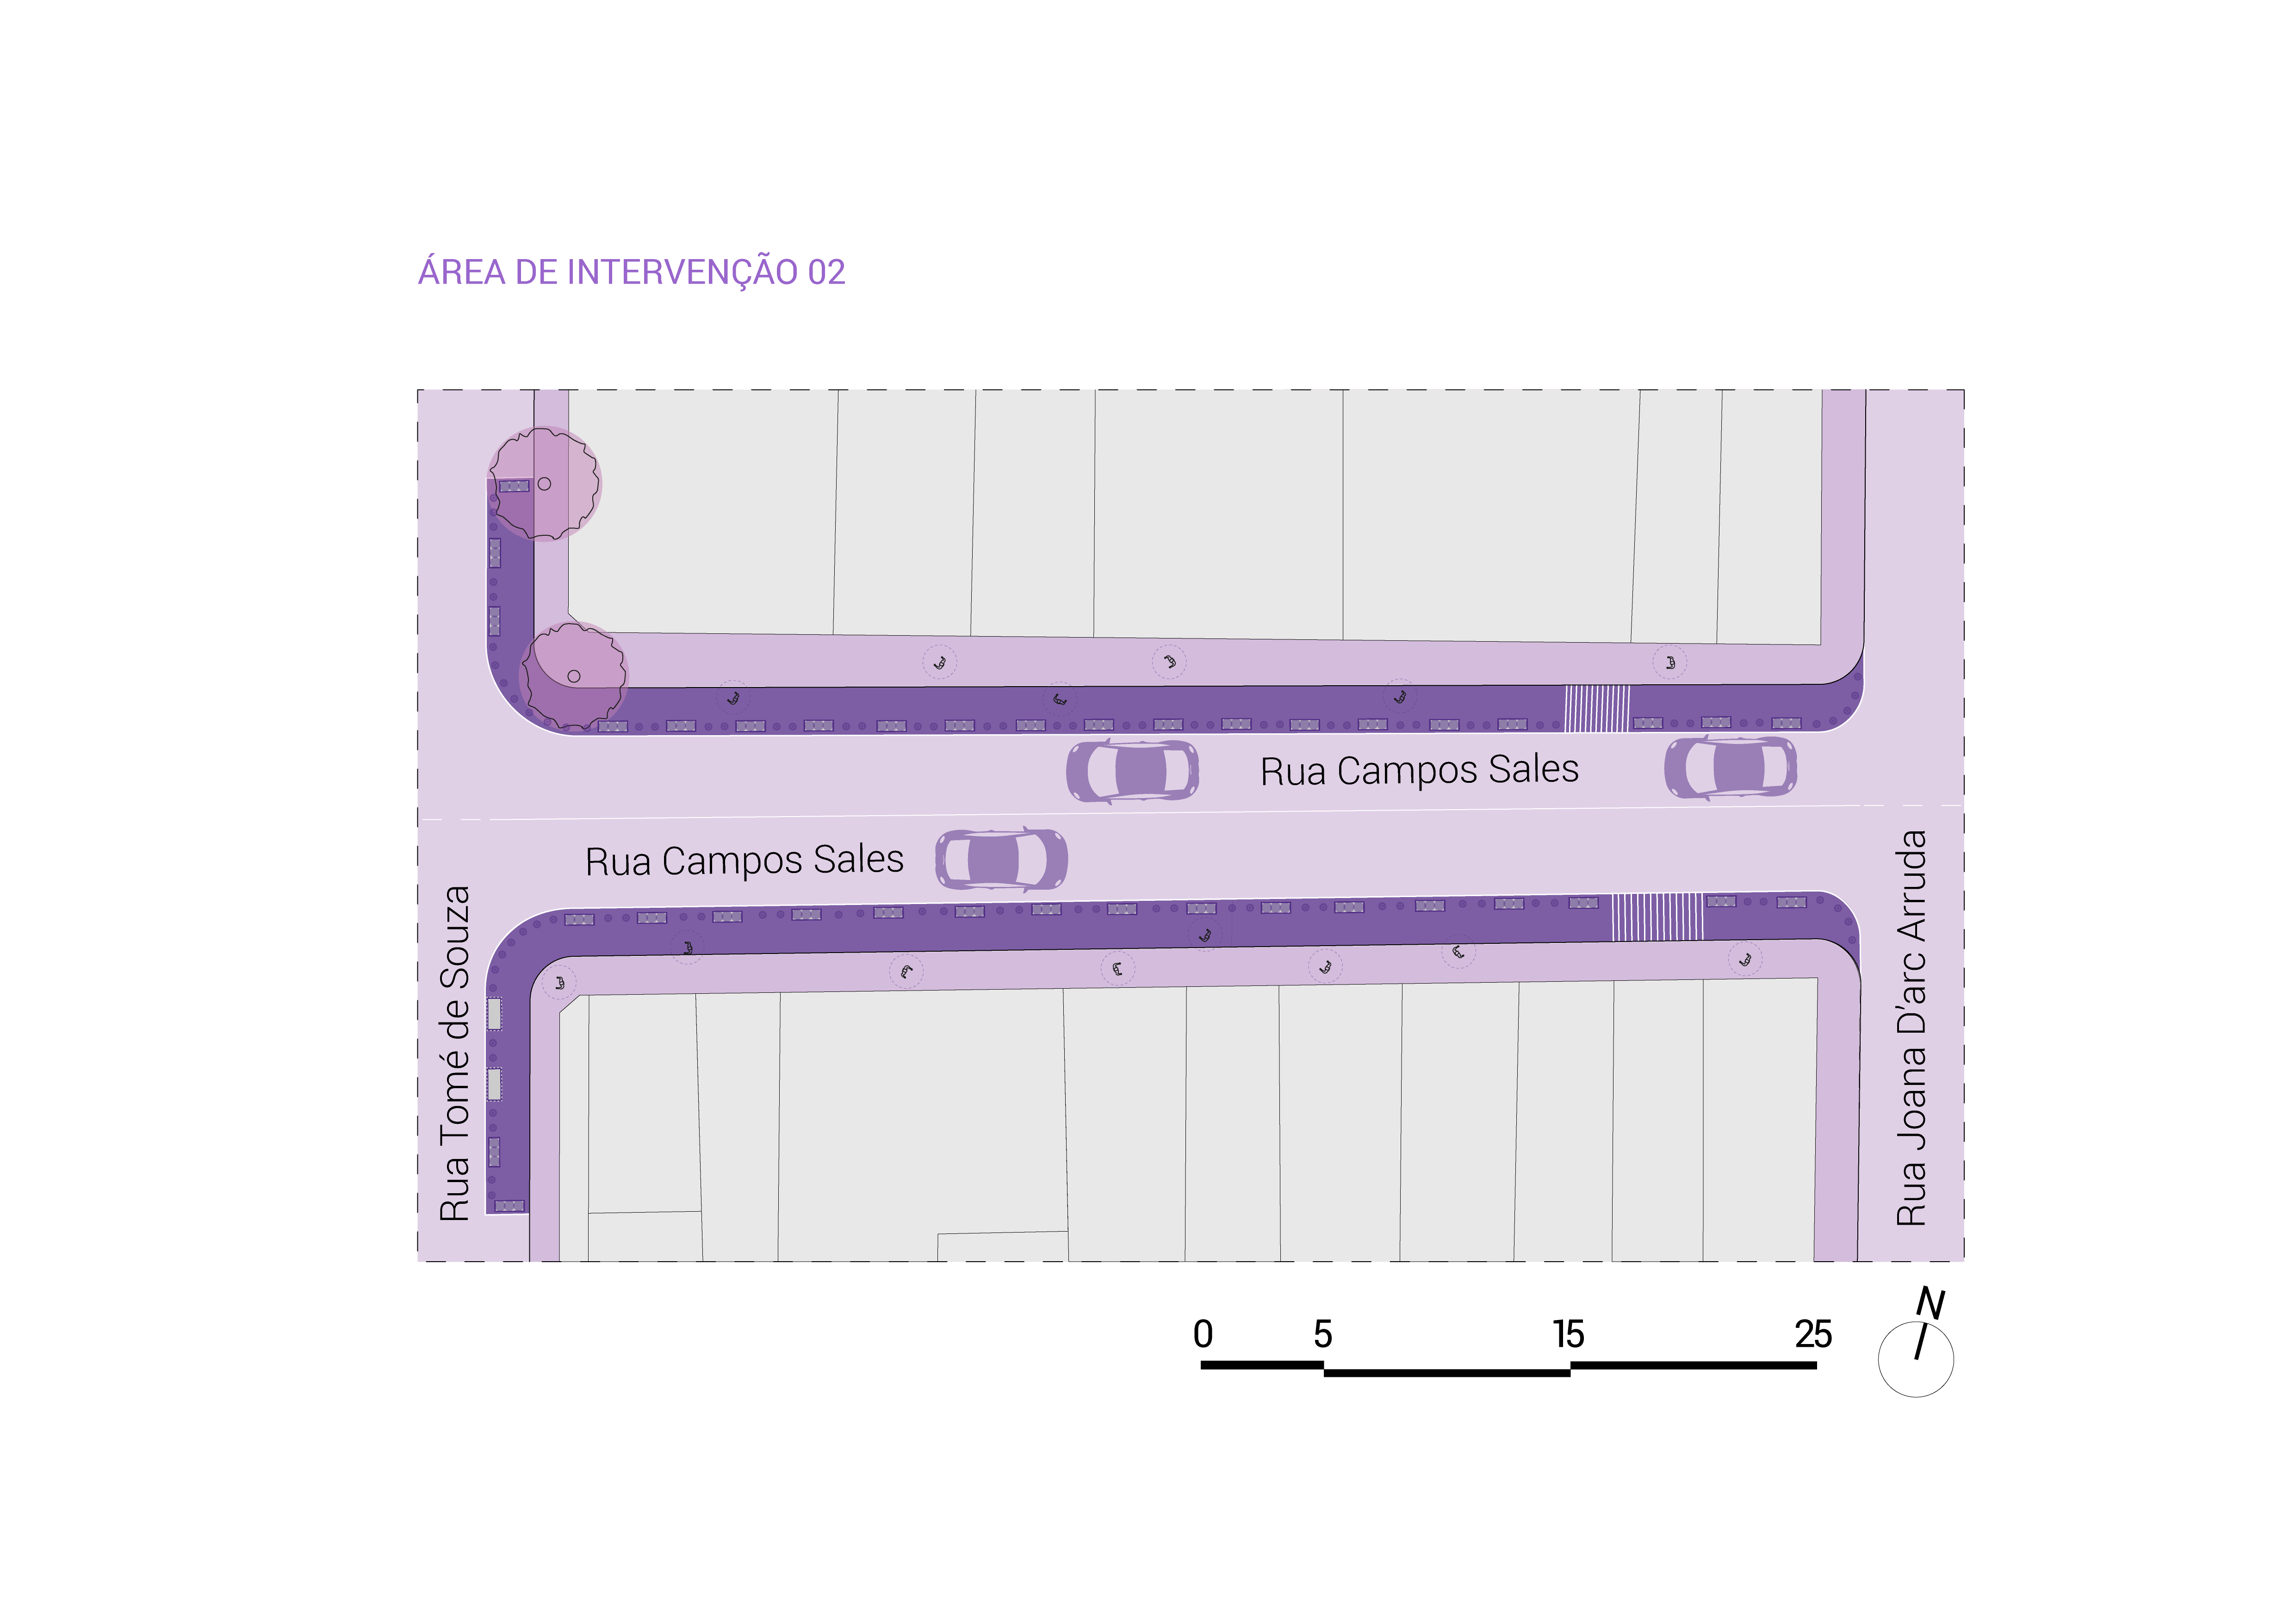 ÁREA DE INTERVENÇÃO 02
Rua Campos Sales
Rua Campos Sales
Rua Tomé de Souza
Rua Joana D'arc Arruda
0 5 15 25
N